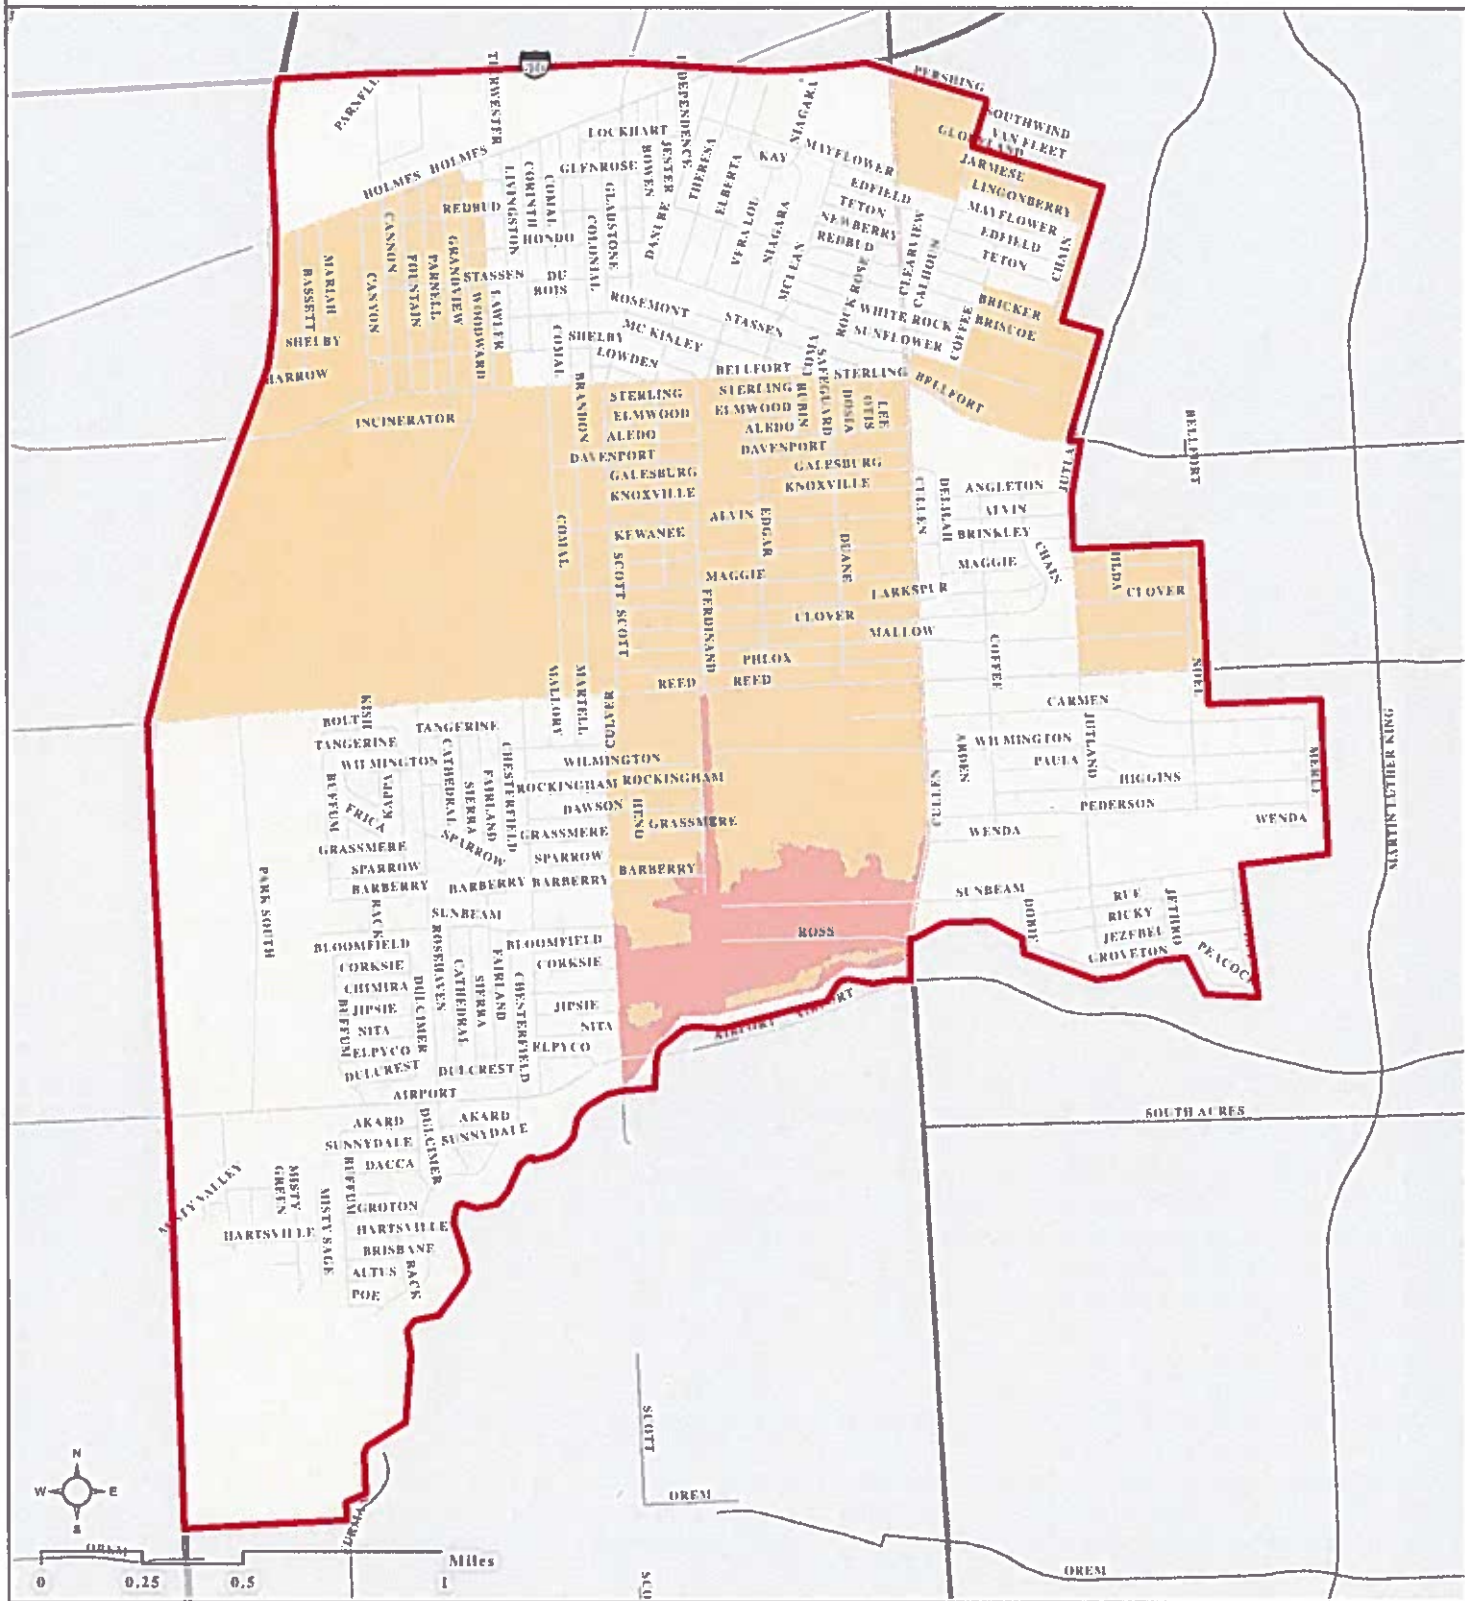 PERSHING
PARNELL
TIERWESTER
INDEPENDENCE
NIAGARA
SOUTHWIND
VAN FLEET
LOCKHART
JARMESE
HOLMES HOLMES
GLENROSE
BOWEN
JESTER
THERESA
KAY
MAYFLOWER
LINGONBERRY
LIVINGSTON
CORINTH
COMAL
GLADSTONE
ELBERTA
EDFIELD
MAYFLOWER
REDBUD
COLONIAL
VERA LOU
NIAGARA
TETON
NEWBERRY
REDBUD
CLEARVIEW
CALHOUN
EDFIELD
TETON
CHAIN
CANNON
HONDO
MCLEAN
ROCK ROSE
BASSETT
MARIAH
CANYON
FOUNTAIN
PARNELL
GRANDVIEW
WOODWARD
STASSEN
LAWLER
DU
BOIS
ROSEMONT
STASSEN
WHITE ROCK
SUNFLOWER
COFFEE
BRICKER
BRISCOE
SHELBY
COMAL
SHELBY
MC KINLEY
LOWDEN
HARROW
BELLFORT
STERLING
BELLFORT
INCINERATOR
BRANDON
STERLING
ELMWOOD
ALEDO
STERLING
ELMWOOD
ALEDO
BURIN
SAFEGUARD
DOSIA
OTIS
LEE
BELLFORT
DAVENPORT
DAVENPORT
GALESBURG
KNOXVILLE
GALESBURG
KNOXVILLE
CULLEN
DELILAH
ANGLETON
ALVIN
BRINKLEY
COMAL
KEWANEE
ALVIN
EDGAR
DUANE
MAGGIE
CHAIN
HILDA
CLOVER
SCOTT SCOTT
MAGGIE
FERDINAND
LARKSPUR
CLOVER
MALLOW
COFFEE
PHLOX
REED
REED
MALLORY
MARTELL
CULVER
CARMEN
KISH
BOLT
TANGERINE
TANGERINE
WILMINGTON
WILMINGTON
ARDEN
WILMINGTON
PAULA
JUTLAND
HIGGINS
PEDERSON
MERLE
MARTIN LUTHER KING
BUFFUM
KAPPA
CATHEDRAL
SIERRA
FAIRLAND
CHESTERFIELD
ROCKINGHAM ROCKINGHAM
DAWSON
GRASSMERE
GRASSMERE
CULLEN
WENDA
WENDA
ERICA
GRASSMERE
SPARROW
SPARROW
SPARROW
BARBERRY
BARBERRY BARBERRY
BARBERRY
PARK SOUTH
RACK
SUNBEAM
SUNBEAM
DORIE
RUE
RICKY
JEZEBEL
GROVETON
JETHRO
PEACOCK
BLOOMFIELD
CORKSIE
CHIMIRA
JIPSIE
NITA
ELPYCO
DULCREST
BUFFUM
DULCIMER
ROSEHAVEN
CATHEDRAL
SIERRA
FAIRLAND
CHESTERFIELD
BLOOMFIELD
CORKSIE
JIPSIE
NITA
ELPYCO
DULCREST
ROSS
AIRPORT AIRPORT
AIRPORT
AKARD
SUNNYDALE
DACCA
DULCIMER
AKARD
SUNNYDALE
SOUTH ACRES
MISTY VALLEY
MISTY
GREEN
MISTY SAGE
BUFFUM
GROTON
HARTSVILLE
HARTSVILLE
BRISBANE
ALTUS
POE
RACK
SCOTT
OREM
OREM
OREM
N
W E
S
Miles
0 0.25 0.5 1